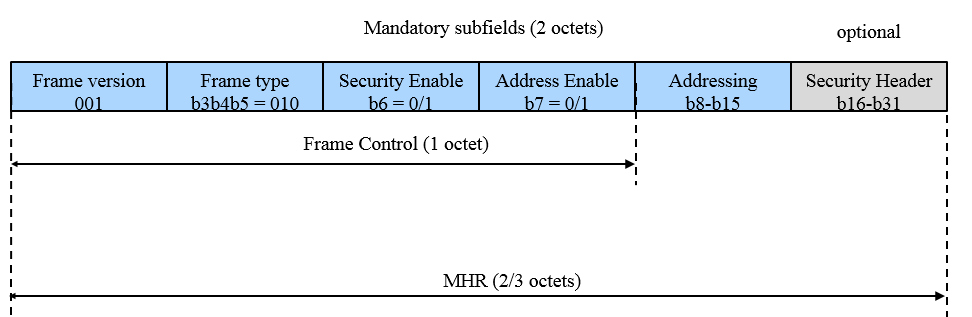 Mandatory subfields (2 octets)
optional
Frame version
001
Frame type
b3b4b5 = 010
Security Enable
b6 = 0/1
Address Enable
b7 = 0/1
Addressing
b8-b15
Security Header
b16-b31
Frame Control (1 octet)
MHR (2/3 octets)